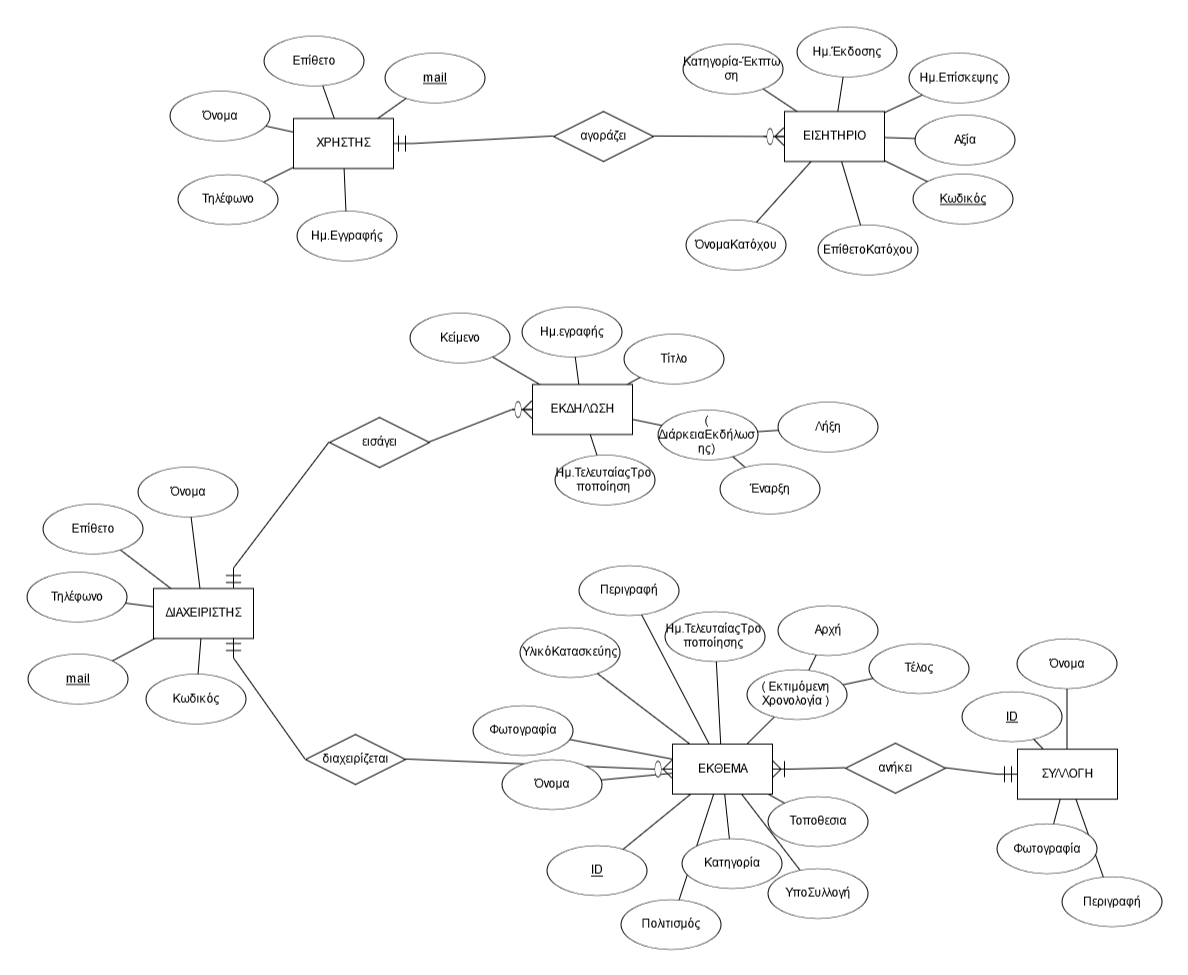 Επίθετο
mail
Όνομα
ΧΡΗΣΤΗΣ
Τηλέφωνο
Ημ.Εγγραφής
αγοράζει
Κατηγορία-Έκπτω
ση
Ημ.Έκδοσης
Ημ.Επίσκεψης
ΕΙΣΗΤΗΡΙΟ
Αξία
Κωδικός
ΌνομαΚατόχου
ΕπίθετοΚατόχου
Κείμενο
Ημ.εγραφής
Τίτλο
ΕΚΔΗΛΩΣΗ
(
ΔιάρκειαΕκδήλωσ
ης)
Λήξη
Έναρξη
Ημ.ΤελευταίαςΤρο
ποποίηση
εισάγει
Όνομα
Επίθετο
Τηλέφωνο
ΔΙΑΧΕΙΡΙΣΤΗΣ
mail
Κωδικός
διαχειρίζεται
Περιγραφή
Ημ.ΤελευταίαςΤρο
ποποίησης
Αρχή
ΥλικόΚατασκεύης
Τέλος
( Εκτιμόμενη
Χρονολογία )
Φωτογραφία
Όνομα
ΕΚΘΕΜΑ
Τοποθεσια
ID
Κατηγορία
ΥποΣυλλογή
Πολιτισμός
ανήκει
Όνομα
ID
ΣΥΛΛΟΓΗ
Φωτογραφία
Περιγραφή